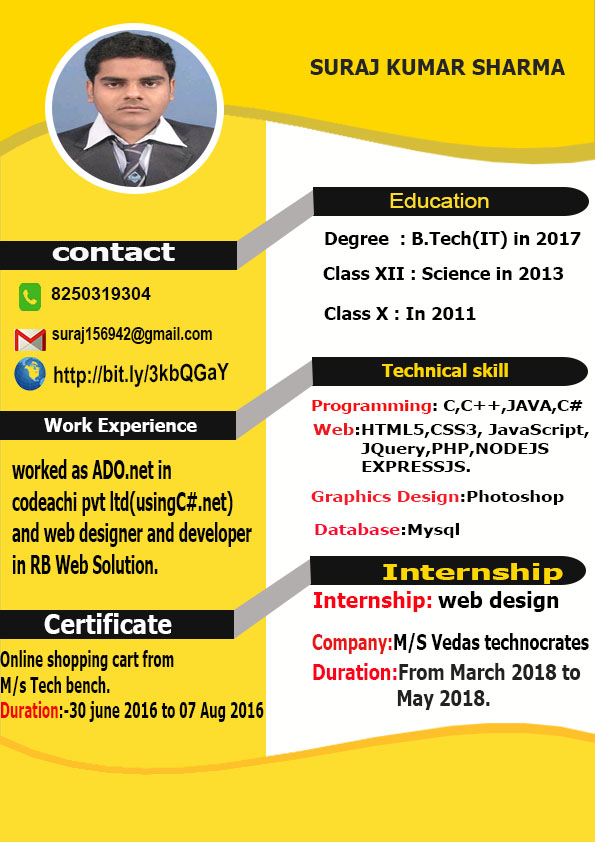 SURAJ KUMAR SHARMA
contact
8250319304
suraj156942@gmail.com
http://bit.ly/3kbQGaY
Work Experience
worked as ADO.net in
codeachi pvt ltd(usingC#.net)
and web designer and developer
in RB Web Solution.
Certificate
Online shopping cart from
M/s Tech bench.
Duration:-30 june 2016 to 07 Aug 2016
Education
Degree : B.Tech(IT) in 2017
Class XII : Science in 2013
Class X : In 2011
Technical skill
Programming: C,C++,JAVA,C#
Web:HTML5,CSS3, JavaScript,
JQuery,PHP,NODEJS
EXPRESSJS.
Graphics Design:Photoshop
Database:Mysql
Internship
Internship: web design
Company:M/S Vedas technocrates
Duration:From March 2018 to
May 2018.